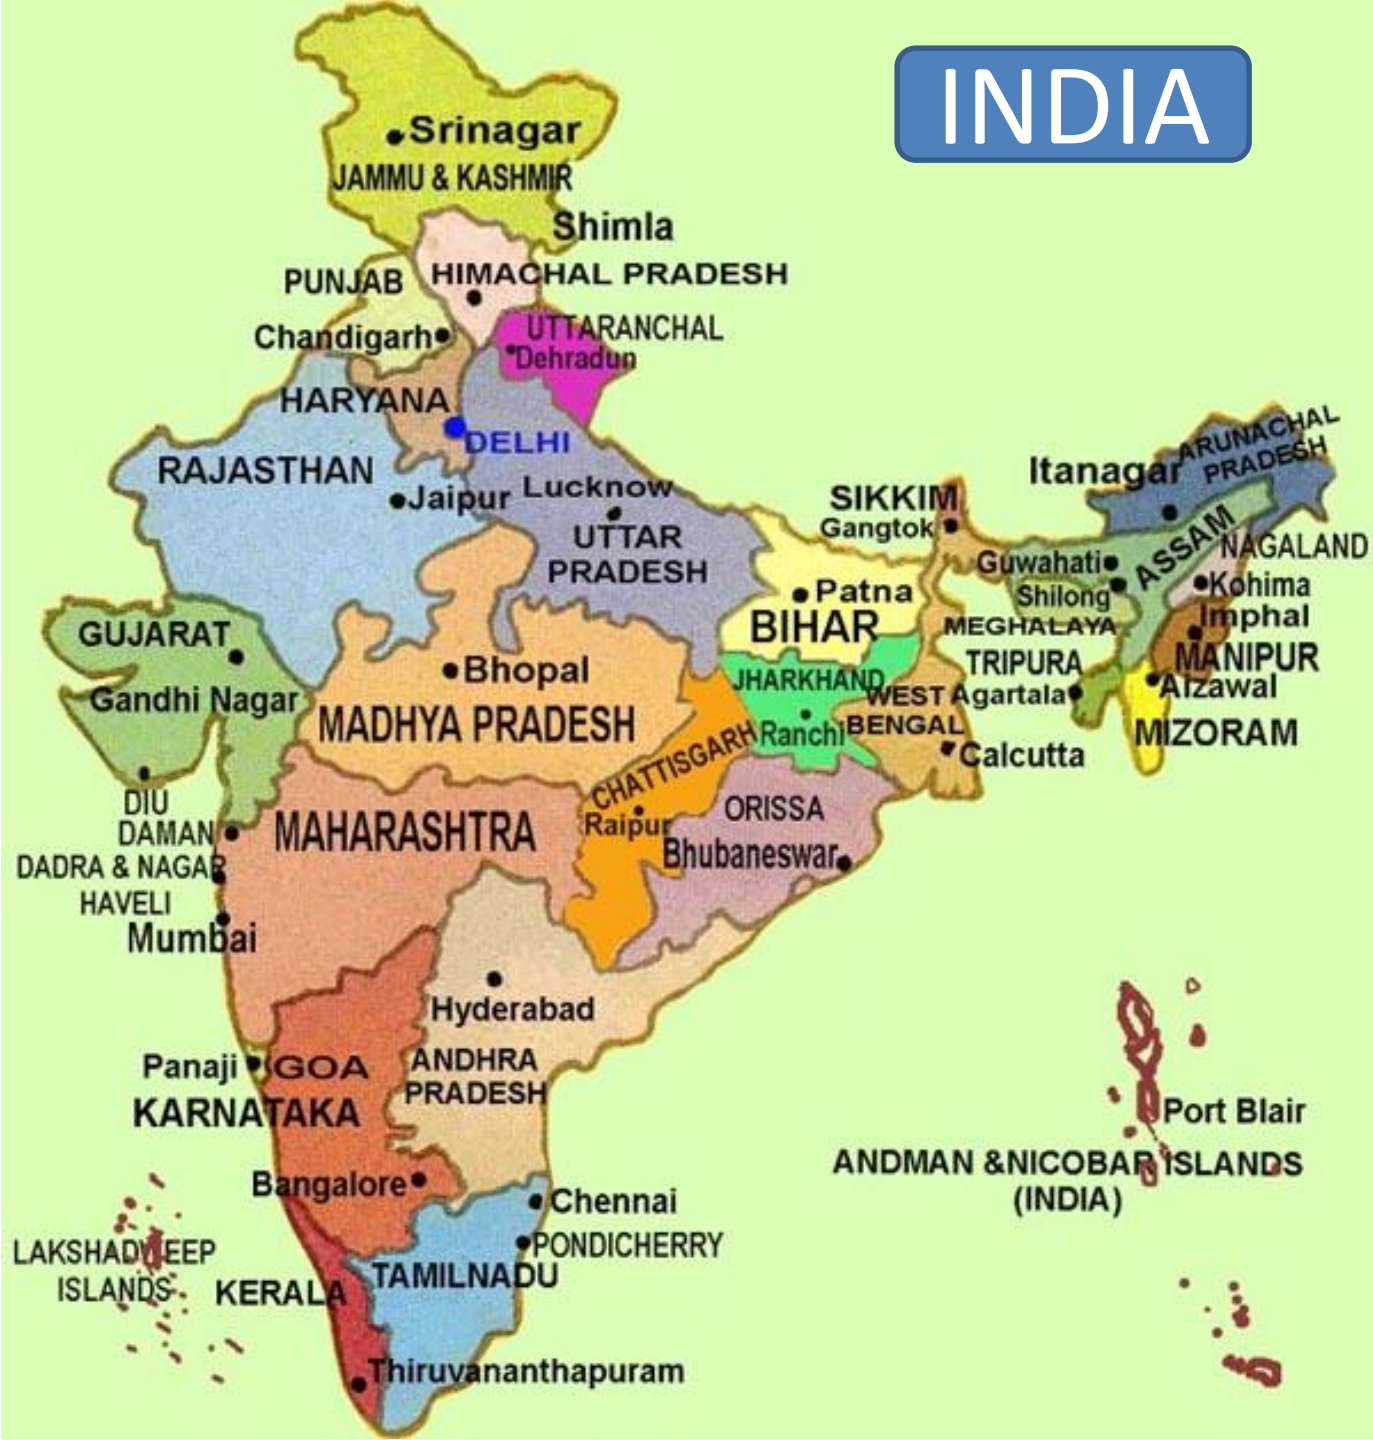 INDIA
Srinagar
JAMMU & KASHMIR
Shimla
HIMACHAL PRADESH
PUNJAB
Chandigarh
UTTARANCHAL
Dehradun
HARYANA
DELHI
RAJASTHAN
Jaipur
Lucknow
UTTAR
PRADESH
ARUNACHAL
PRADESH
Itanagar
SIKKIM
Gangtok
ASSAM
Guwahati
NAGALAND
Kohima
Shilong
MEGHALAYA
Imphal
MANIPUR
TRIPURA
Agartala
Aizawal
MIZORAM
Patna
BIHAR
GUJARAT
Gandhi Nagar
Bhopal
MADHYA PRADESH
JHARKHAND
Ranchi
WEST
BENGAL
Calcutta
CHATTISGARH
Raipur
ORISSA
Bhubaneswar
DIU
DAMAN
DADRA & NAGAR
HAVELI
Mumbai
MAHARASHTRA
Hyderabad
ANDHRA
PRADESH
Panaji
GOA
KARNATAKA
Bangalore
Chennai
PONDICHERRY
TAMILNADU
LAKSHADWEEP
ISLANDS
KERALA
Thiruvananthapuram
Port Blair
ANDMAN &NICOBAR ISLANDS
(INDIA)